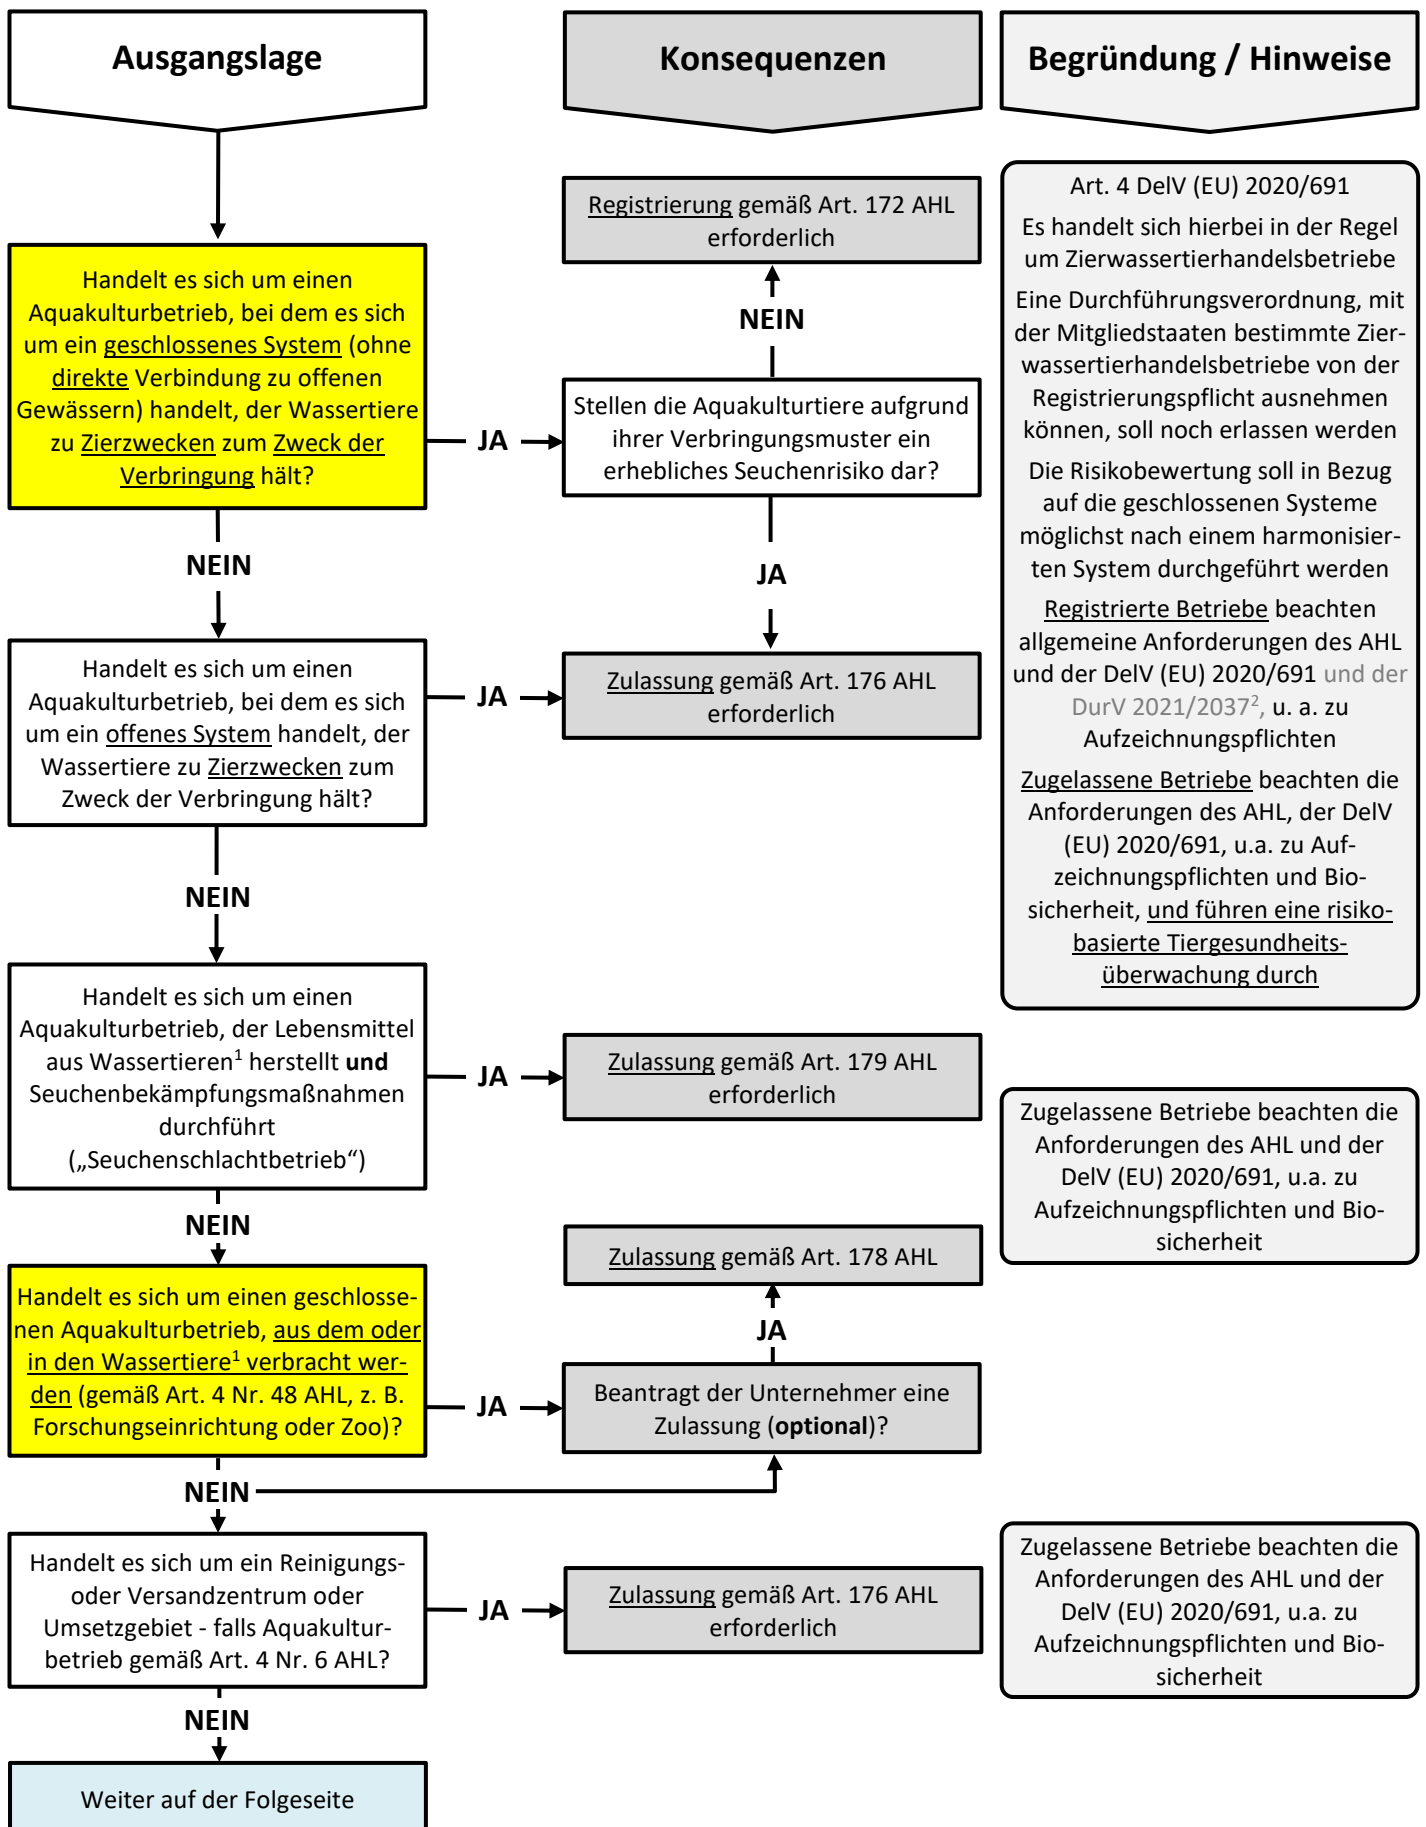 Ausgangslage
Konsequenzen
Begründung / Hinweise
Handelt es sich um einen
Aquakulturbetrieb, bei dem es sich
um ein geschlossenes System (ohne
direkte Verbindung zu offenen
Gewässern) handelt, der Wassertiere
zu Zierzwecken zum Zweck der
Verbringung hält?
JA
Registrierung gemäß Art. 172 AHL
erforderlich
NEIN
Stellen die Aquakulturtiere aufgrund
ihrer Verbringungsmuster ein
erhebliches Seuchenrisiko dar?
JA
NEIN
Handelt es sich um einen
Aquakulturbetrieb, bei dem es sich
um ein offenes System handelt, der
Wassertiere zu Zierzwecken zum
Zweck der Verbringung hält?
JA
Zulassung gemäß Art. 176 AHL
erforderlich
Art. 4 DelV (EU) 2020/691
Es handelt sich hierbei in der Regel
um Zierwassertierhandelsbetriebe
Eine Durchführungsverordnung, mit
der Mitgliedstaaten bestimmte Zier-
wassertierhandelsbetriebe von der
Registrierungspflicht ausnehmen
können, soll noch erlassen werden
Die Risikobewertung soll in Bezug
auf die geschlossenen Systeme
möglichst nach einem harmonisier-
ten System durchgeführt werden
Registrierte Betriebe beachten
allgemeine Anforderungen des AHL
und der DelV (EU) 2020/691 und der
DurV 2021/2037², u. a. zu
Aufzeichnungspflichten
Zugelassene Betriebe beachten die
Anforderungen des AHL, der DelV
(EU) 2020/691, u.a. zu Auf-
zeichnungspflichten und Bio-
sicherheit, und führen eine risiko-
basierte Tiergesundheits-
überwachung durch
NEIN
Handelt es sich um einen
Aquakulturbetrieb, der Lebensmittel
aus Wassertieren¹ herstellt und
Seuchenbekämpfungsmaßnahmen
durchführt
(„Seuchenschlachtbetrieb“)
JA
Zulassung gemäß Art. 179 AHL
erforderlich
Zugelassene Betriebe beachten die
Anforderungen des AHL und der
DelV (EU) 2020/691, u.a. zu
Aufzeichnungspflichten und Bio-
sicherheit
NEIN
Handelt es sich um einen geschlosse-
nen Aquakulturbetrieb, aus dem oder
in den Wassertiere¹ verbracht wer-
den (gemäß Art. 4 Nr. 48 AHL, z. B.
Forschungseinrichtung oder Zoo)?
JA
Zulassung gemäß Art. 178 AHL
JA
Beantragt der Unternehmer eine
Zulassung (optional)?
NEIN
Handelt es sich um ein Reinigungs-
oder Versandzentrum oder
Umsetzgebiet - falls Aquakultur-
betrieb gemäß Art. 4 Nr. 6 AHL?
JA
Zulassung gemäß Art. 176 AHL
erforderlich
Zugelassene Betriebe beachten die
Anforderungen des AHL und der
DelV (EU) 2020/691, u.a. zu
Aufzeichnungspflichten und Bio-
sicherheit
NEIN
Weiter auf der Folgeseite